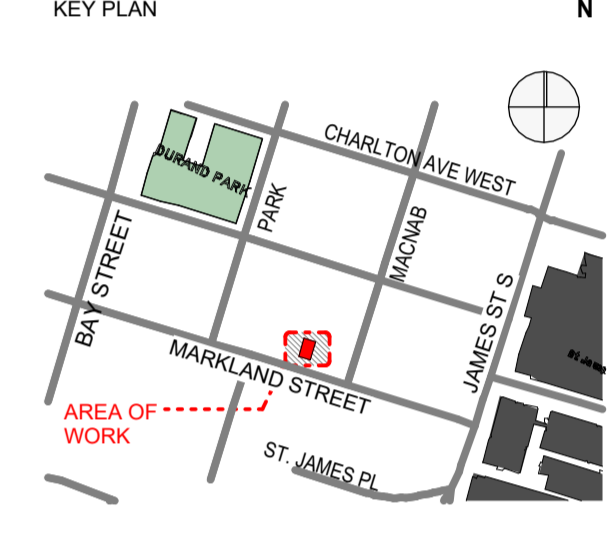 KEY PLAN
N
CHARLTON AVE WEST
DURAND PARK
PARK
MACNAB
BAY STREET
JAMES ST S
MARKLAND STREET
AREA OF
WORK
ST. JAMES PL